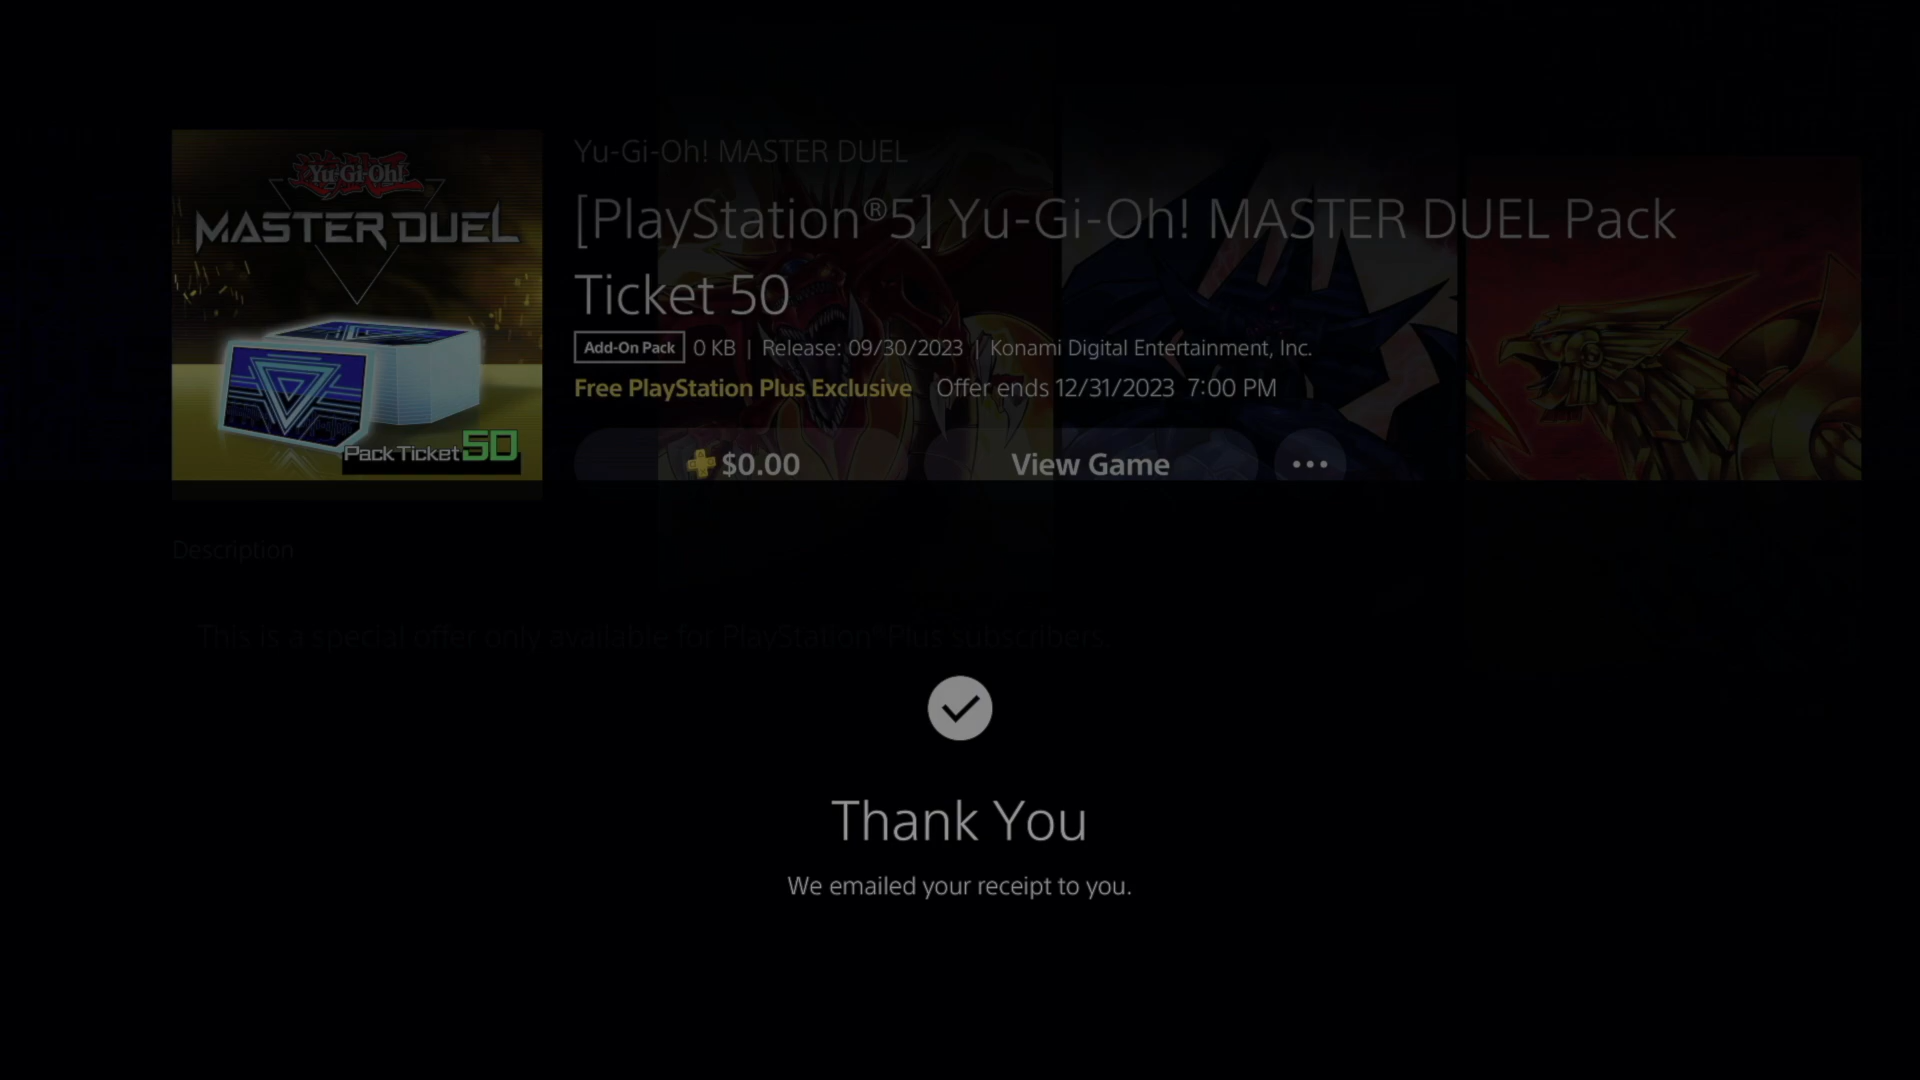 Yu-Gi-Oh!
MASTER DUEL
Pack Ticket 50
Yu-Gi-Oh! MASTER DUEL
[PlayStation®5] Yu-Gi-Oh! MASTER DUEL Pack
Ticket 50
Add-On Pack 0 KB | Release: 09/30/2023 | Konami Digital Entertainment, Inc.
Free PlayStation Plus Exclusive Offer ends 12/31/2023 7:00 PM
$0.00 View Game
Description
This is a special offer only available for PlayStation®Plus subscribers.
Thank You
We emailed your receipt to you.